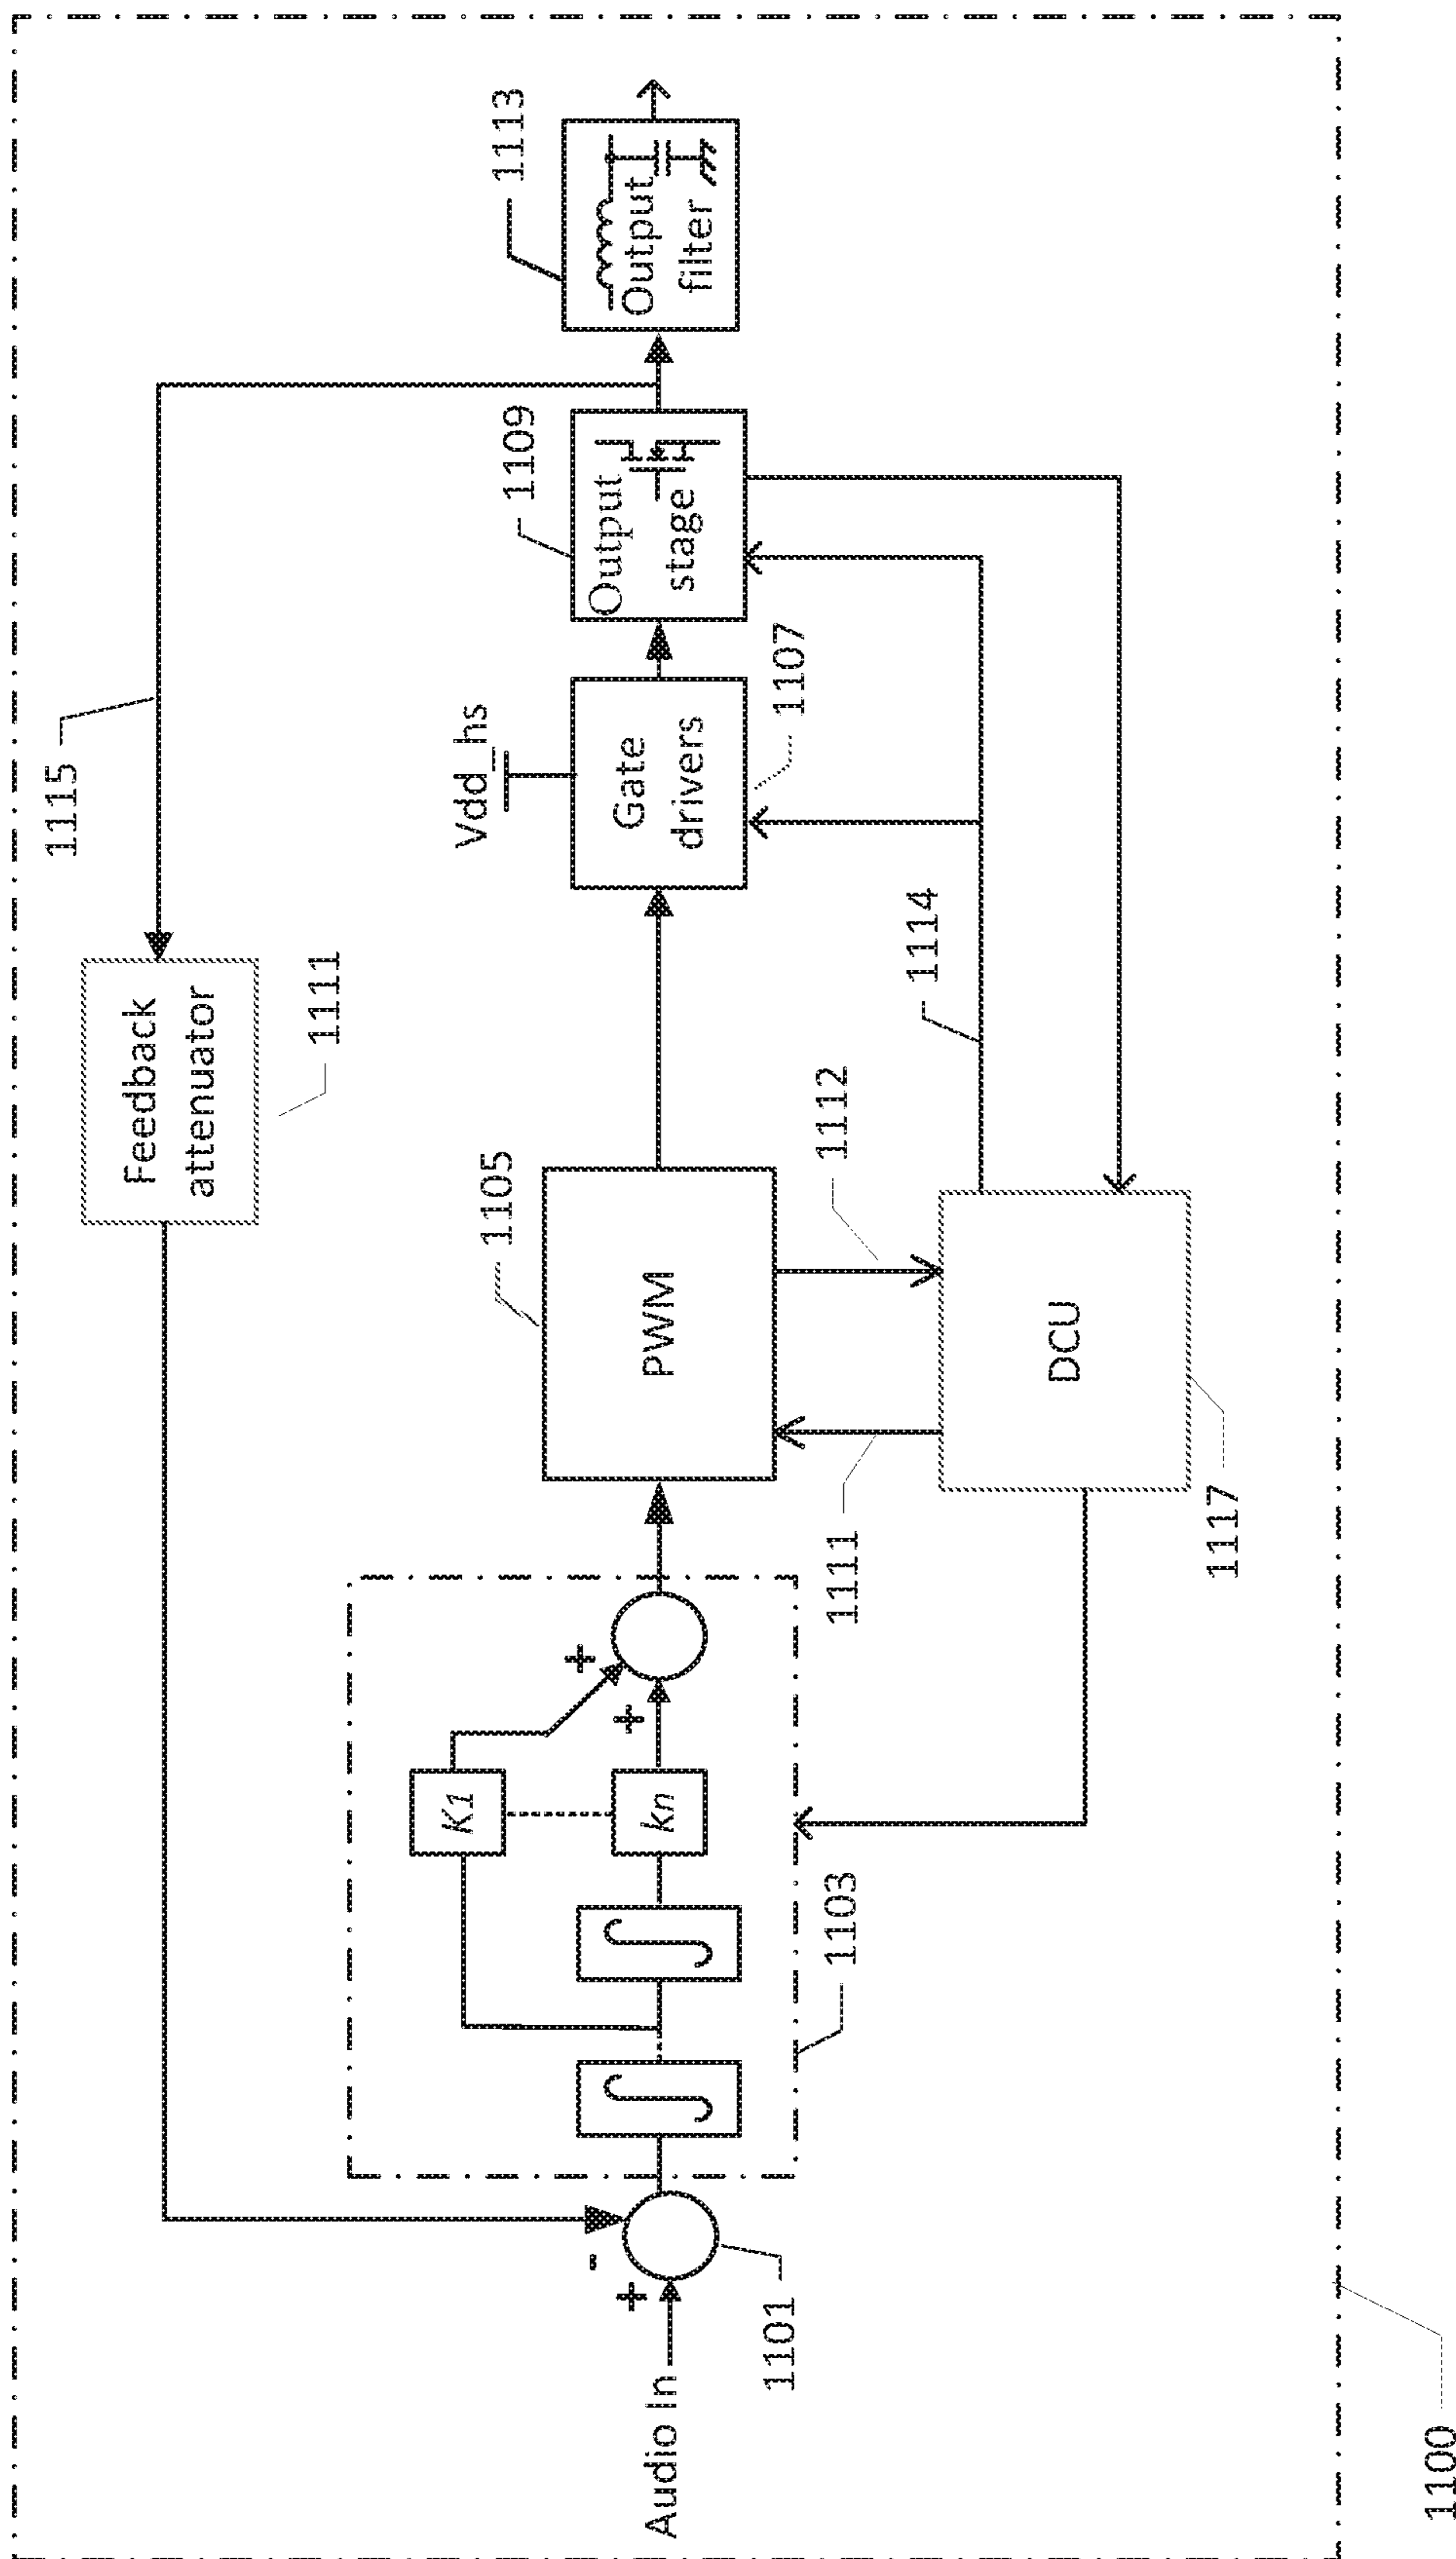 1115
Feedback
attenuator
1111
Vdd_hs
1113
1109
1105
K1
+
Audio In
-
+
kn
+
PWM
Gate
drivers
Output
stage
Output
filter
1101
1103
1111
1112
1107
1114
DCU
1117
1100